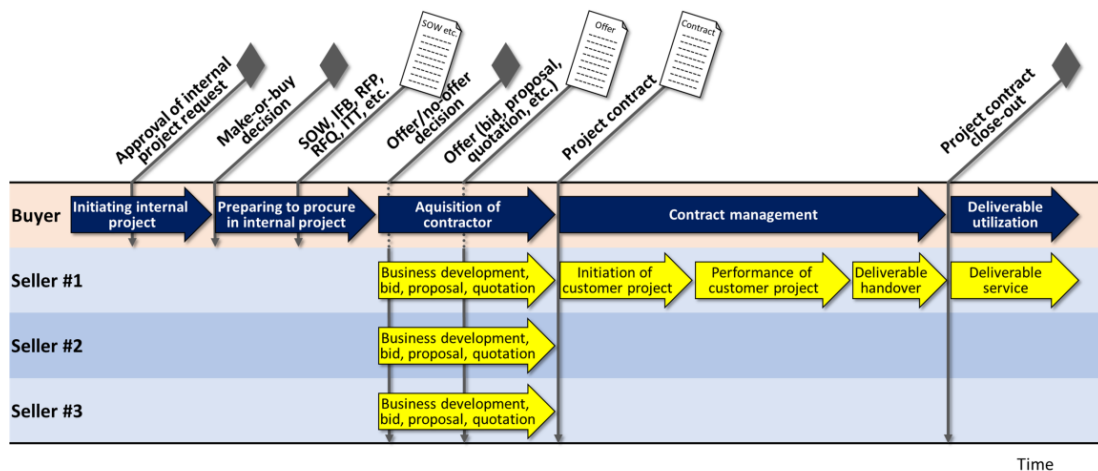 SOW etc.
Offer
Contract
Approval of internal
project request
Make-or-buy
decision
SOW, IFB, RFP,
RFQ, ITT, etc.
Offer/no-offer
decision
Offer (bid, proposal,
quotation, etc.)
Project contract
Project contract
close-out
Buyer
Initiating internal
project
Preparing to procure
in internal project
Aquisition of
contractor
Contract management
Deliverable
utilization
Seller #1
Business development,
bid, proposal, quotation
Initiation of
customer project
Performance of
customer project
Deliverable
handover
Deliverable
service
Seller #2
Business development,
bid, proposal, quotation
Seller #3
Business development,
bid, proposal, quotation
Time